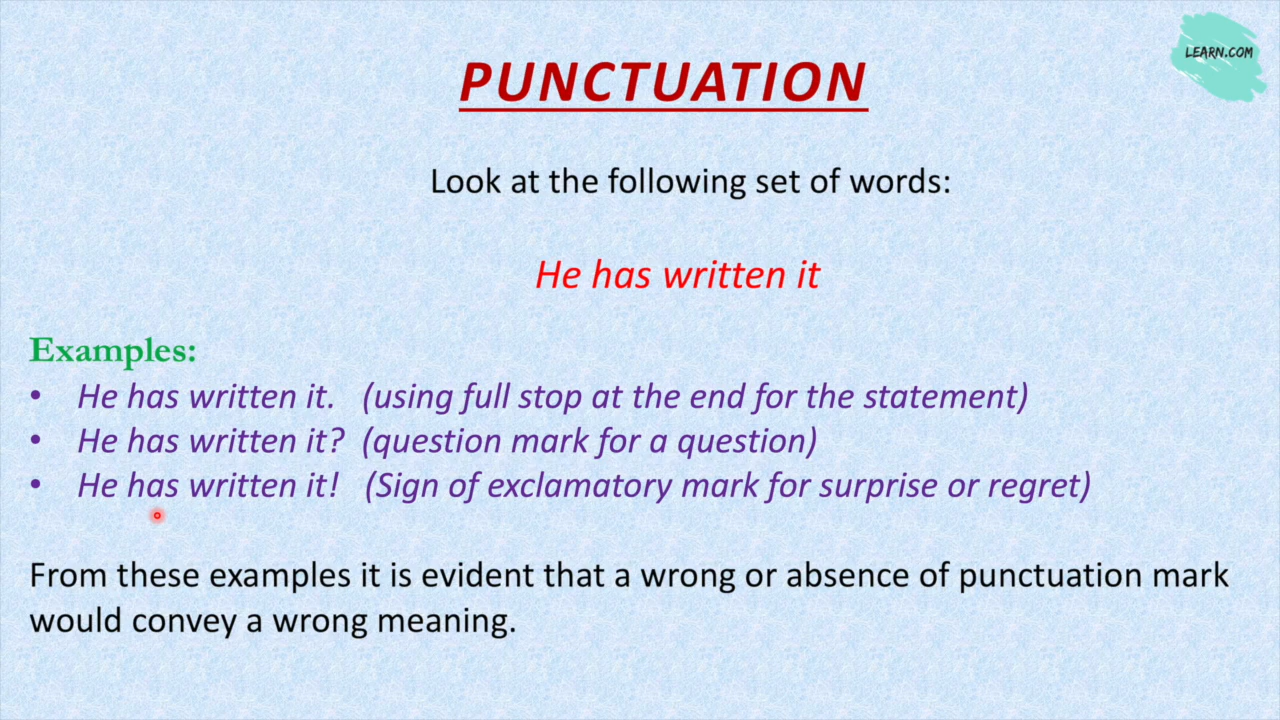 LEARN.COM
PUNCTUATION
Look at the following set of words:
He has written it
Examples:
• He has written it. (using full stop at the end for the statement)
• He has written it? (question mark for a question)
• He has written it! (Sign of exclamatory mark for surprise or regret)
From these examples it is evident that a wrong or absence of punctuation mark
would convey a wrong meaning.